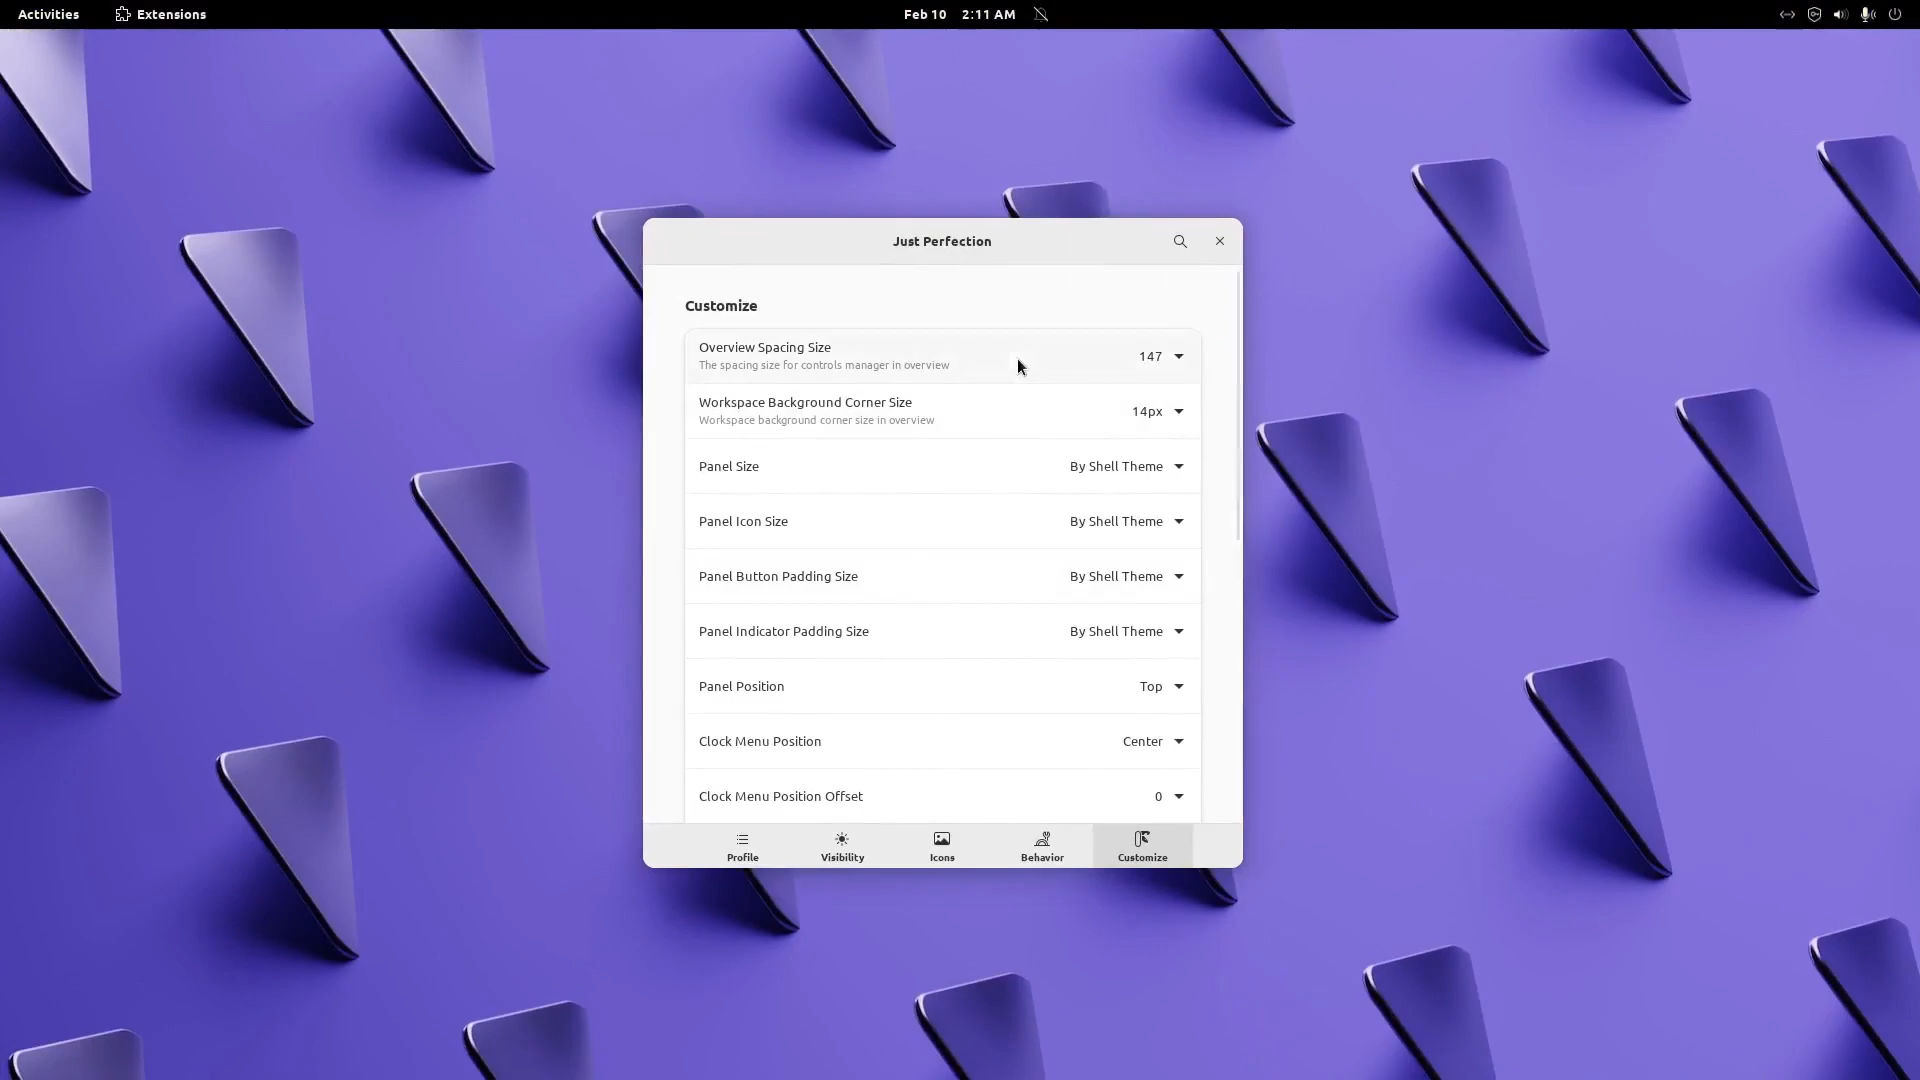 Activities
Extensions
Feb 10 2:11 AM
Just Perfection
Customize
Overview Spacing Size
The spacing size for controls manager in overview
147
Workspace Background Corner Size
Workspace background corner size in overview
14px
Panel Size
By Shell Theme
Panel Icon Size
By Shell Theme
Panel Button Padding Size
By Shell Theme
Panel Indicator Padding Size
By Shell Theme
Panel Position
Top
Clock Menu Position
Center
Clock Menu Position Offset
0
Profile
Visibility
Icons
Behavior
Customize